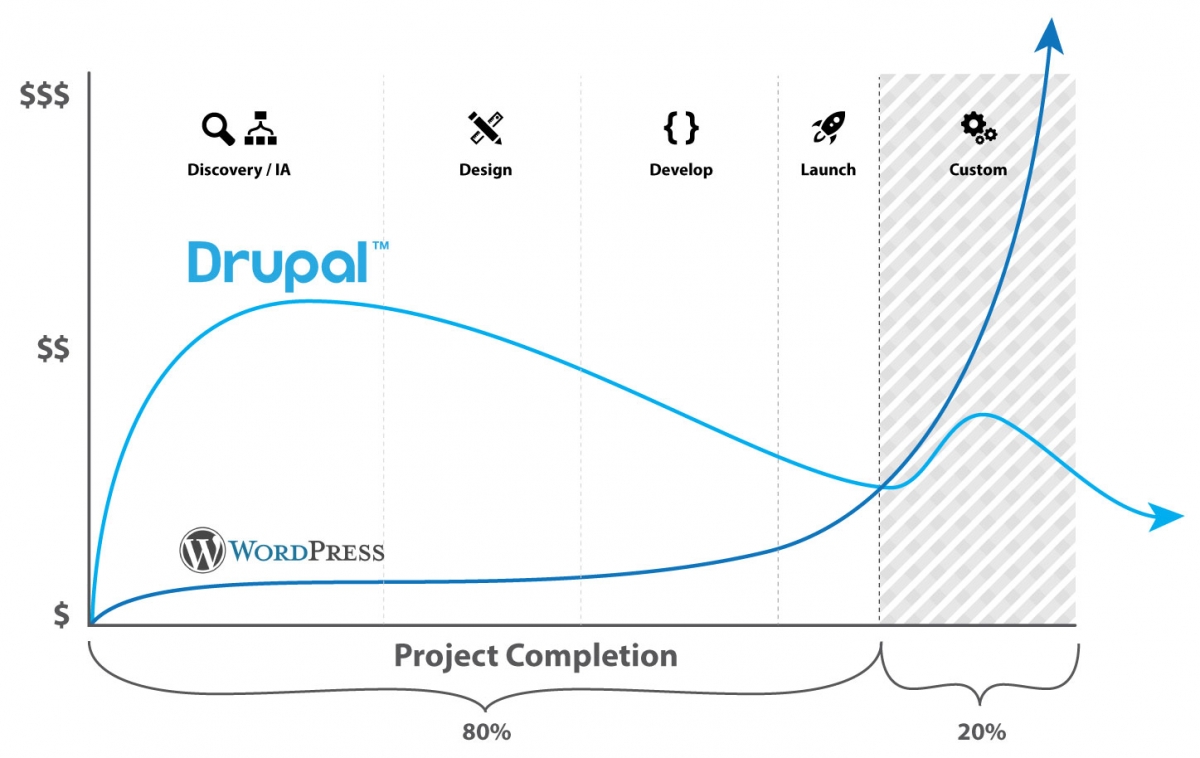 $$$
Discovery / IA
Design
Develop
Launch
Custom
Drupal™
$$
WORDPRESS
$
Project Completion
80%
20%